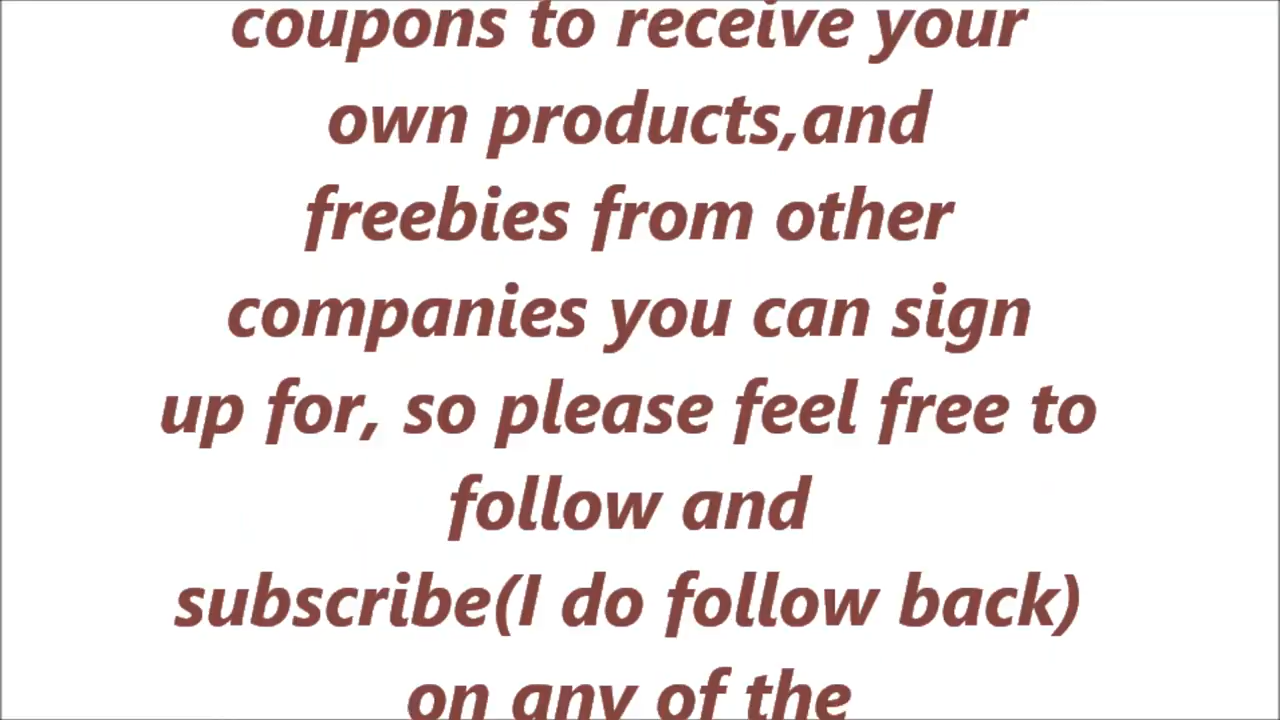 coupons to receive your
own products,and
freebies from other
companies you can sign
up for, so please feel free to
follow and
subscribe(I do follow back)
on any of the